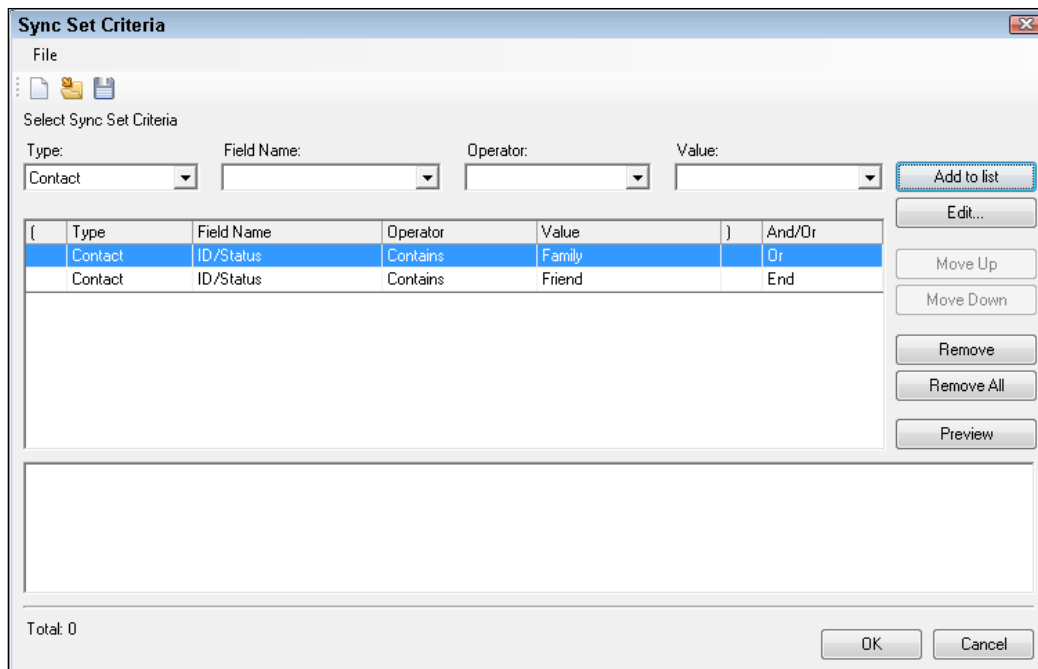 Sync Set Criteria
File
Select Sync Set Criteria
Type: Field Name: Operator: Value:
Contact Add to list
Edit...
( Type Field Name Operator Value ) And/Or
Contact ID/Status Contains Family Or
Contact ID/Status Contains Friend End
Move Up
Move Down
Remove
Remove All
Preview
Total: 0
OK Cancel